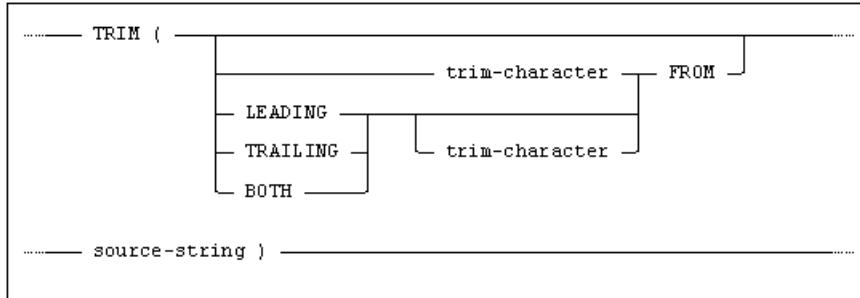 TRIM (
trim-character FROM
LEADING
TRAILING trim-character
BOTH
source-string )